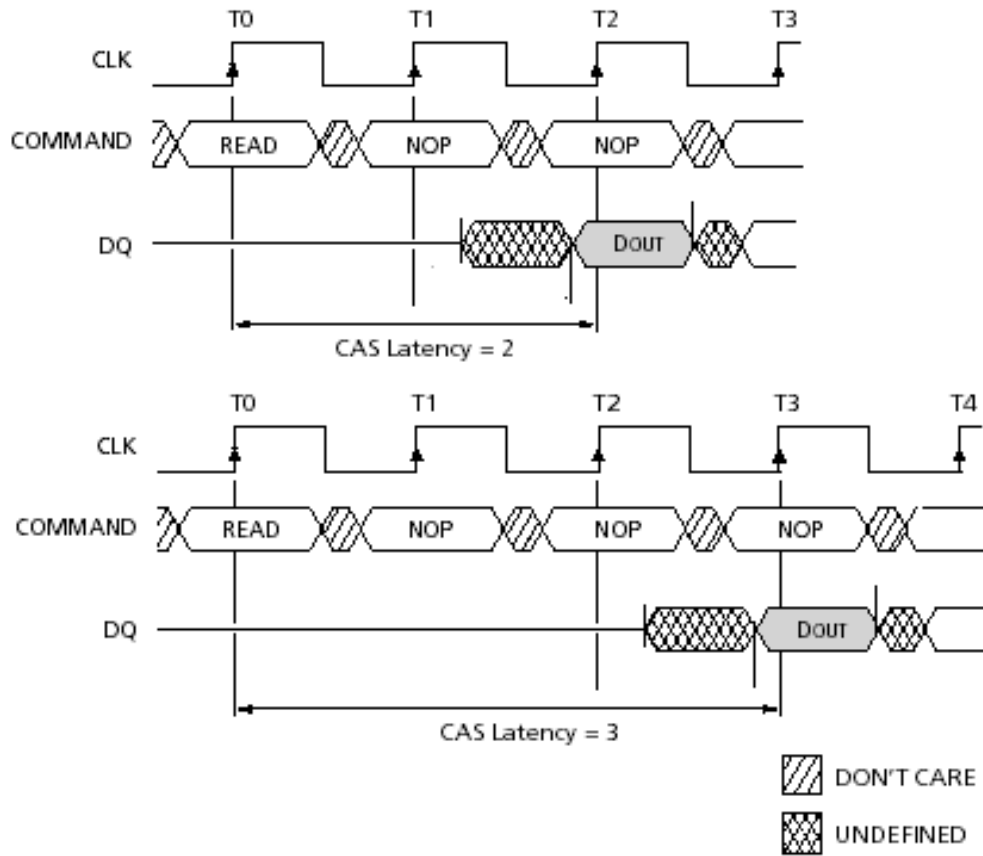 T0 T1 T2 T3
CLK
COMMAND READ NOP NOP
DQ DOUT
CAS Latency = 2
T0 T1 T2 T3 T4
CLK
COMMAND READ NOP NOP NOP
DQ DOUT
CAS Latency = 3
DON'T CARE
UNDEFINED